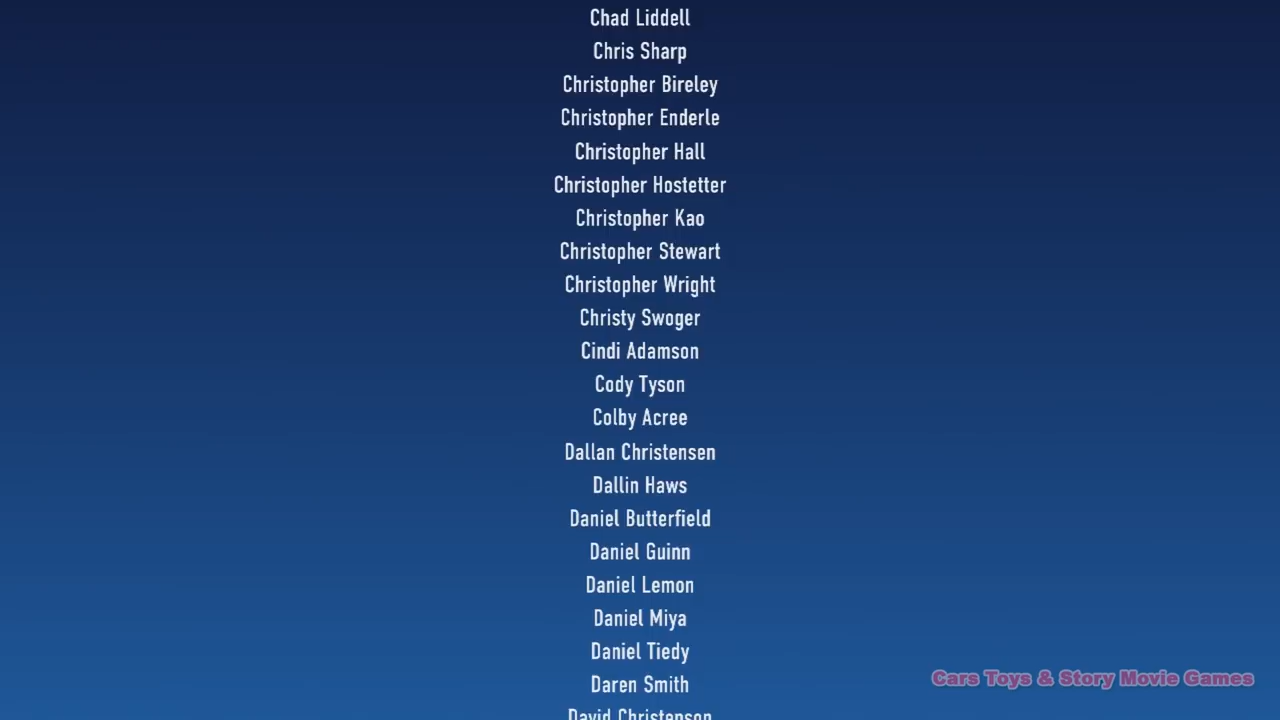 Chad Liddell
Chris Sharp
Christopher Bireley
Christopher Enderle
Christopher Hall
Christopher Hostetter
Christopher Kao
Christopher Stewart
Christopher Wright
Christy Swoger
Cindi Adamson
Cody Tyson
Colby Acree
Dallan Christensen
Dallin Haws
Daniel Butterfield
Daniel Guinn
Daniel Lemon
Daniel Miya
Daniel Tiedy
Daren Smith
Cars Toys & Story Movie Games
David Christenson